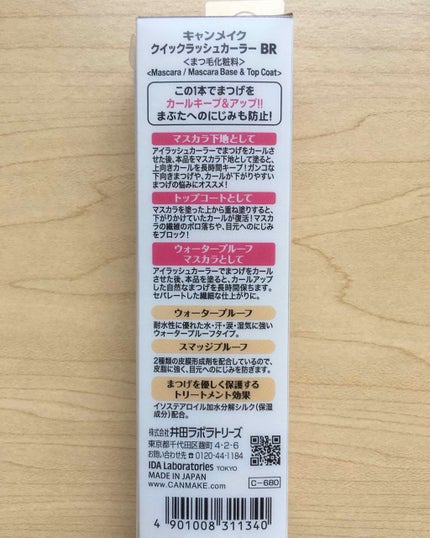 キャンメイク
クイックラッシュカーラー BR
<まつ毛化粧料>
<Mascara / Mascara Base & Top Coat>
この1本でまつげを
カールキープ&アップ!!
まぶたへのにじみも防止!
マスカラ下地として
アイラッシュカーラーでまつげをカールさ
せた後、本品をマスカラ下地として塗ると、
上向きカールを長時間キープ!ガンコな
下向きまつげや、カールが下がりやすい
まつげの悩みにオススメ!
トップコートとして
マスカラを塗った上から重ね塗りすると、
下がりかけていたカールが復活!マスカ
ラの繊維のポロ落ちや、目元へのにじみ
をブロック!
ウォータープルーフ
マスカラとして
アイラッシュカーラーでまつげをカール
させた後、本品を塗ると、カールアップ
した自然なまつげを長時間保ちます。
セパレートした繊細な仕上がりに。
ウォータープルーフ
耐水性に優れた水・汗・涙・湿気に強い
ウォータープルーフタイプ。
スマッジプルーフ
2種類の皮膜形成剤を配合しているので、
皮脂に強く、目元へのにじみを防ぎます。
まつげを優しく保護する
トリートメント効果
イソステアロイル加水分解シルク(保湿
成分)配合。
株式会社 井田ラボラトリーズ
東京都千代田区麹町 4-2-6
お問い合わせ先 0120-44-1184
IDA Laboratories TOKYO
MADE IN JAPAN
www.CANMAKE.com
C-680
4 901008 311340